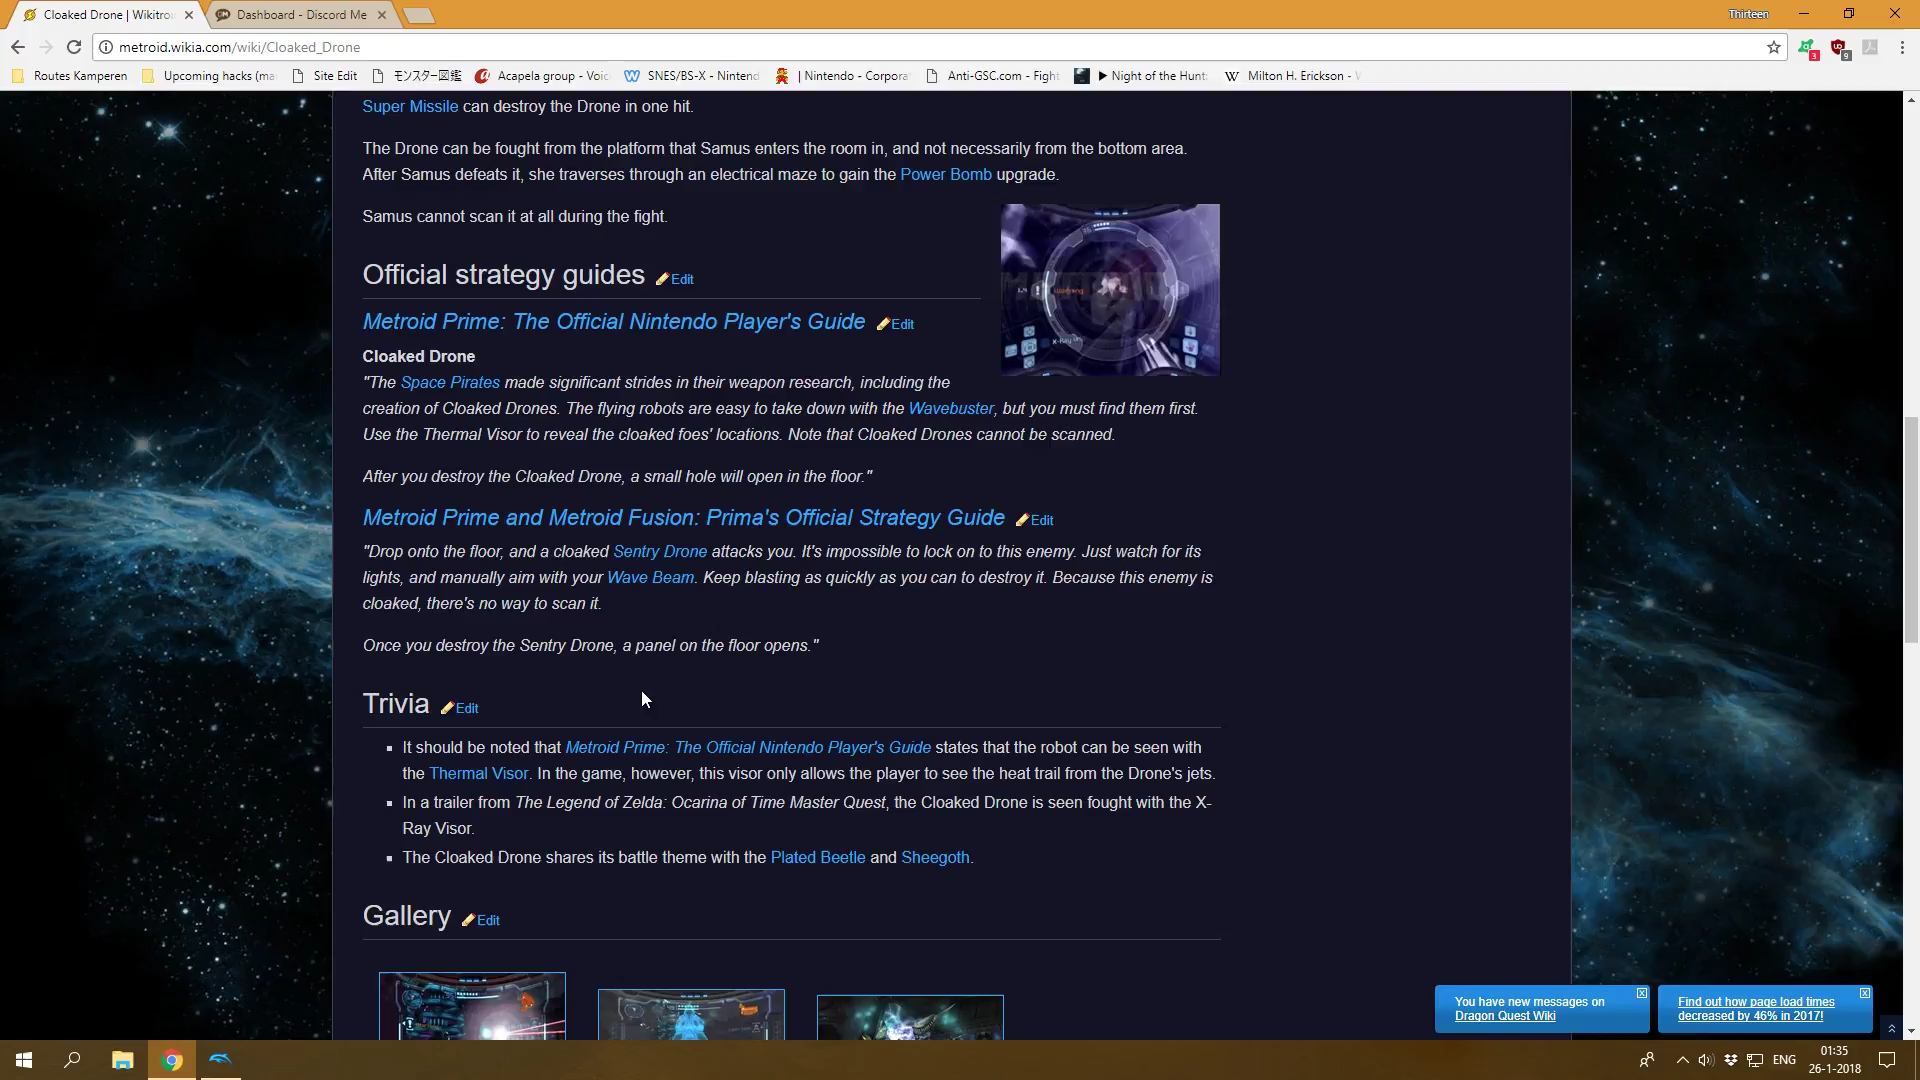 Cloaked Drone | Wikitro
Dashboard - Discord Me
Thirteen
metroid.wikia.com/wiki/Cloaked_Drone
Routes Kamperen
Upcoming hacks (ma
Site Edit
モンスター図鑑
Acapela group - Voic
SNES/BS-X - Nintend
| Nintendo - Corpora
Anti-GSC.com - Fight
▶ Night of the Hunt
Milton H. Erickson -
3
9
Super Missile can destroy the Drone in one hit.
The Drone can be fought from the platform that Samus enters the room in, and not necessarily from the bottom area.
After Samus defeats it, she traverses through an electrical maze to gain the Power Bomb upgrade.
Samus cannot scan it at all during the fight.
Official strategy guides Edit
Metroid Prime: The Official Nintendo Player's Guide Edit
Cloaked Drone
"The Space Pirates made significant strides in their weapon research, including the
creation of Cloaked Drones. The flying robots are easy to take down with the Wavebuster, but you must find them first.
Use the Thermal Visor to reveal the cloaked foes' locations. Note that Cloaked Drones cannot be scanned.
After you destroy the Cloaked Drone, a small hole will open in the floor."
Metroid Prime and Metroid Fusion: Prima's Official Strategy Guide Edit
"Drop onto the floor, and a cloaked Sentry Drone attacks you. It's impossible to lock on to this enemy. Just watch for its
lights, and manually aim with your Wave Beam. Keep blasting as quickly as you can to destroy it. Because this enemy is
cloaked, there's no way to scan it.
Once you destroy the Sentry Drone, a panel on the floor opens."
Trivia Edit
It should be noted that Metroid Prime: The Official Nintendo Player's Guide states that the robot can be seen with
the Thermal Visor. In the game, however, this visor only allows the player to see the heat trail from the Drone's jets.
In a trailer from The Legend of Zelda: Ocarina of Time Master Quest, the Cloaked Drone is seen fought with the X-
Ray Visor.
The Cloaked Drone shares its battle theme with the Plated Beetle and Sheegoth.
Gallery Edit
You have new messages on
Dragon Quest Wiki
Find out how page load times
decreased by 46% in 2017!
ENG
01:35
26-1-2018